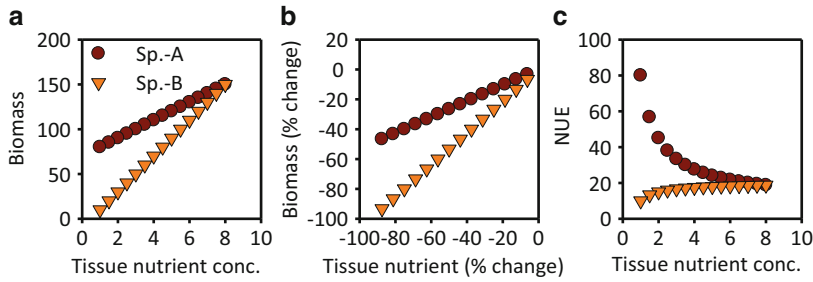 a
200
150
100
50
0
Biomass
Sp.-A
Sp.-B
0 2 4 6 8 10
Tissue nutrient conc.
b
20
0
-20
-40
-60
-80
-100
Biomass (% change)
-100 -80 -60 -40 -20 0
Tissue nutrient (% change)
c
100
80
60
40
20
0
NUE
0 2 4 6 8 10
Tissue nutrient conc.